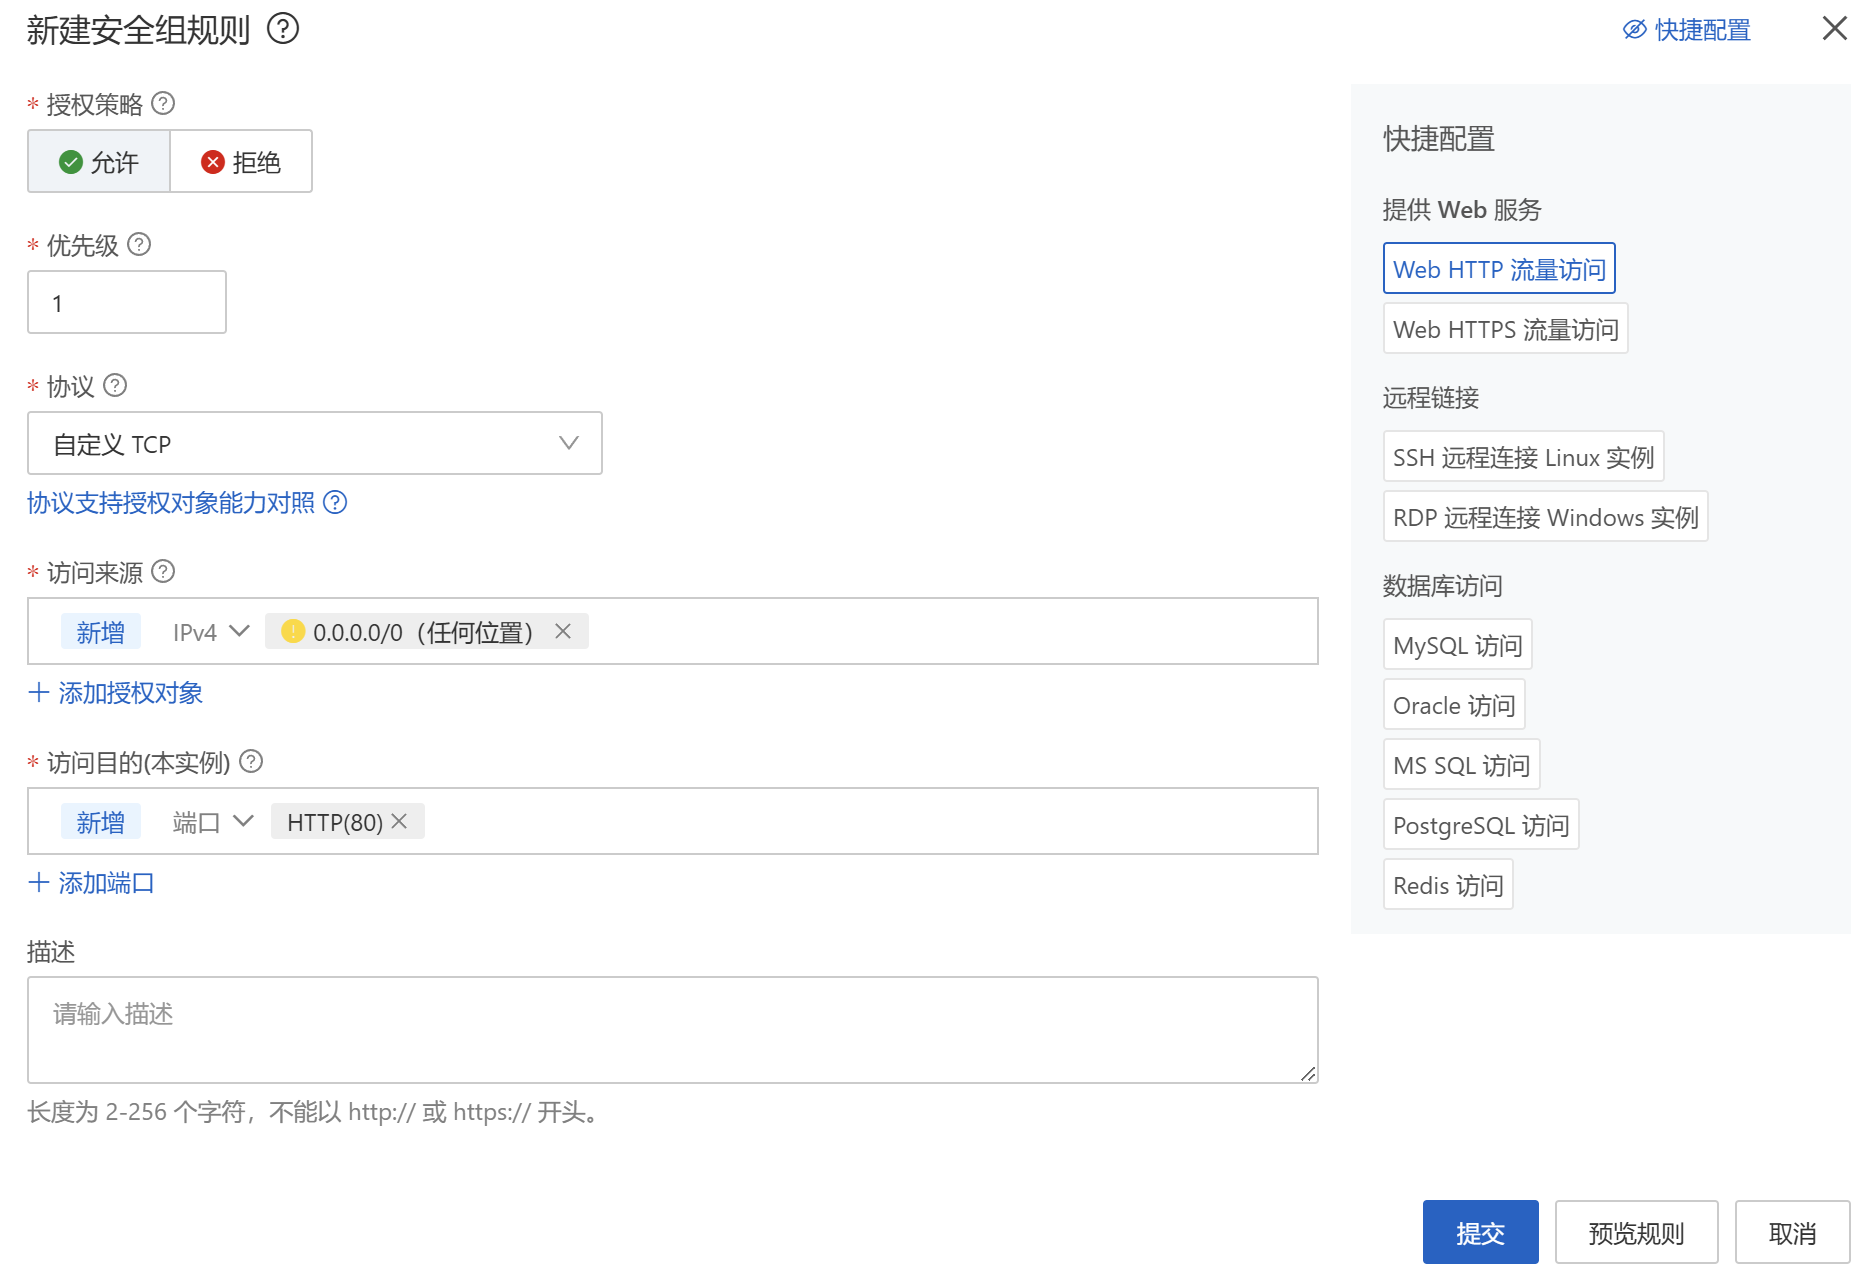 新建安全组规则
快捷配置
* 授权策略
允许
拒绝
* 优先级
1
* 协议
自定义 TCP
协议支持授权对象能力对照
* 访问来源
新增 IPv4 0.0.0.0/0（任何位置）
添加授权对象
* 访问目的(本实例)
新增 端口 HTTP(80)
添加端口
描述
请输入描述
长度为 2-256 个字符，不能以 http:// 或 https:// 开头。
快捷配置
提供 Web 服务
Web HTTP 流量访问
Web HTTPS 流量访问
远程链接
SSH 远程连接 Linux 实例
RDP 远程连接 Windows 实例
数据库访问
MySQL 访问
Oracle 访问
MS SQL 访问
PostgreSQL 访问
Redis 访问
提交
预览规则
取消